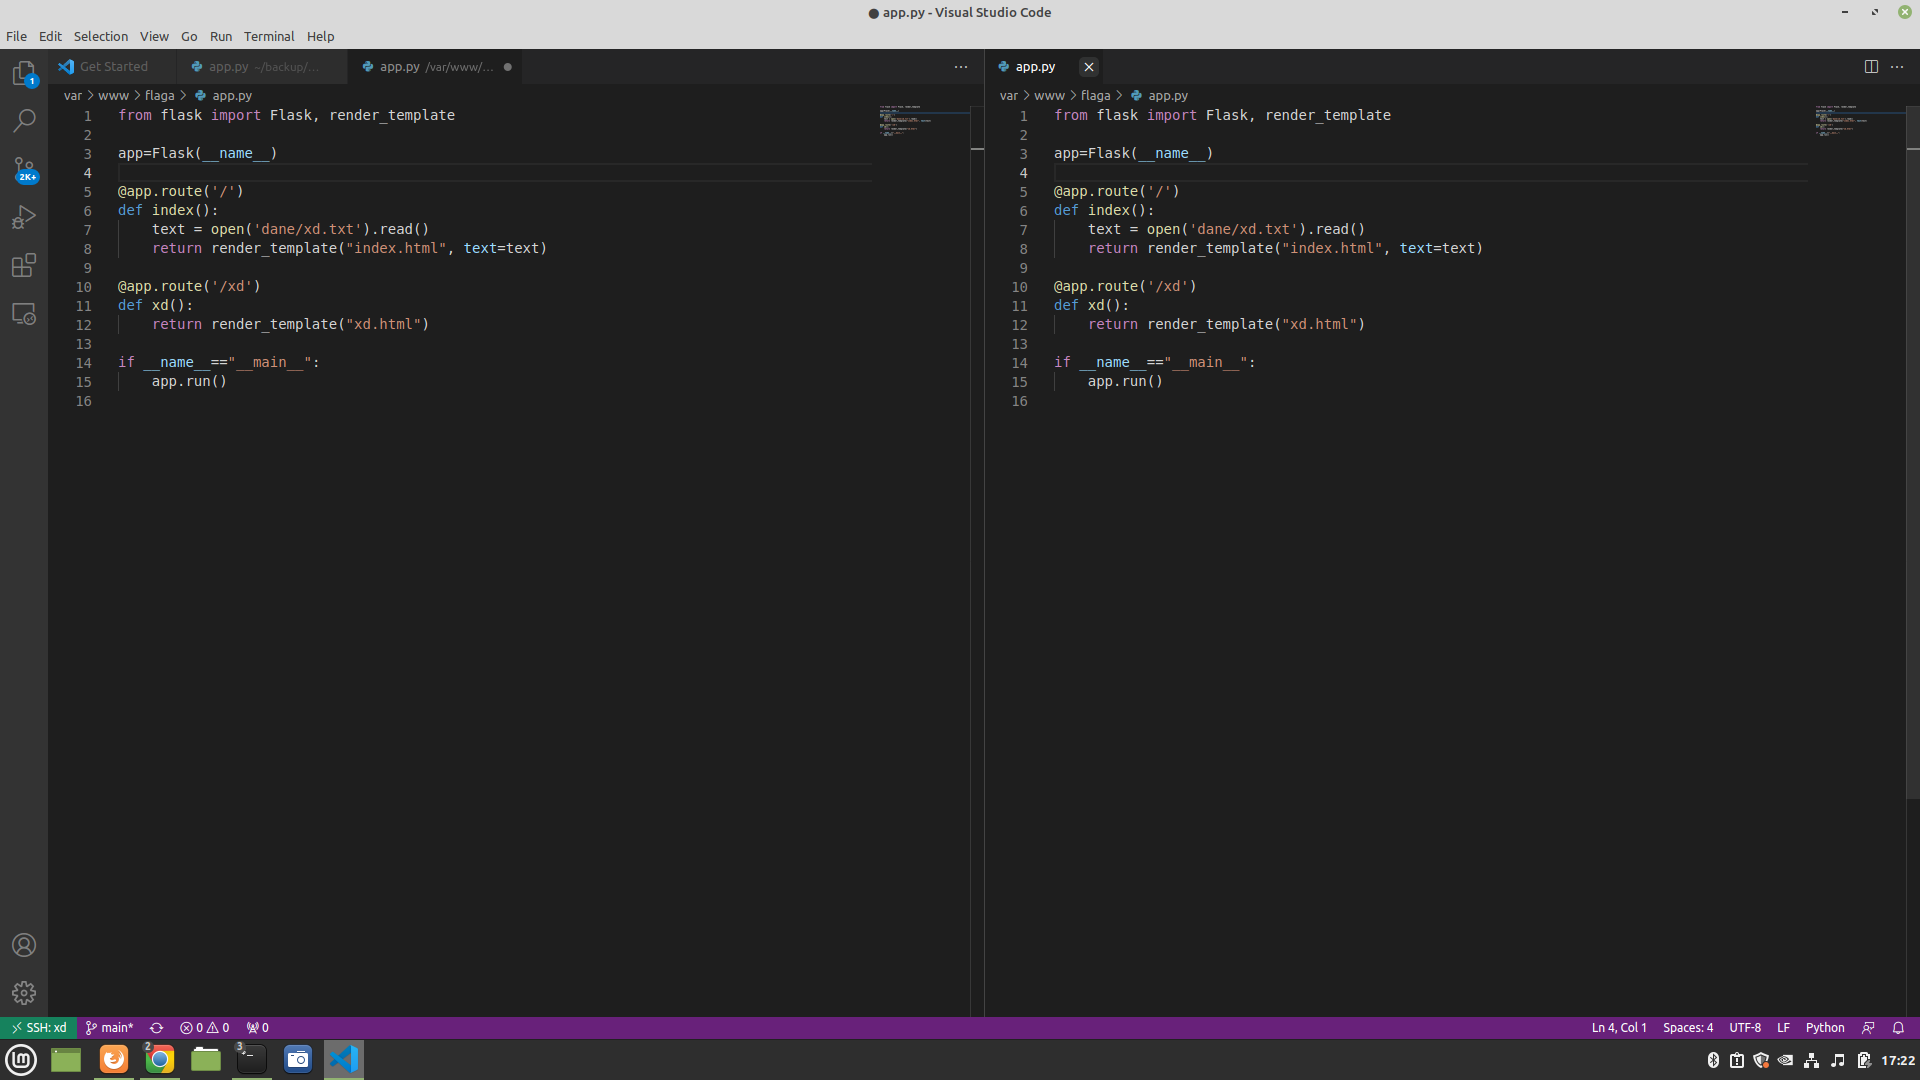 ● app.py - Visual Studio Code
File Edit Selection View Go Run Terminal Help
Get Started app.py ~/backup/... app.py /var/www/... ●
var > www > flaga > app.py
1 from flask import Flask, render_template
2
3 app=Flask(__name__)
4
5 @app.route('/')
6 def index():
7 text = open('dane/xd.txt').read()
8 return render_template("index.html", text=text)
9
10 @app.route('/xd')
11 def xd():
12 return render_template("xd.html")
13
14 if __name__=="__main__":
15 app.run()
16
app.py
var > www > flaga > app.py
1 from flask import Flask, render_template
2
3 app=Flask(__name__)
4
5 @app.route('/')
6 def index():
7 text = open('dane/xd.txt').read()
8 return render_template("index.html", text=text)
9
10 @app.route('/xd')
11 def xd():
12 return render_template("xd.html")
13
14 if __name__=="__main__":
15 app.run()
16
1
2K+
SSH: xd main* 0 0 0 Ln 4, Col 1 Spaces: 4 UTF-8 LF Python
2 3 17:22